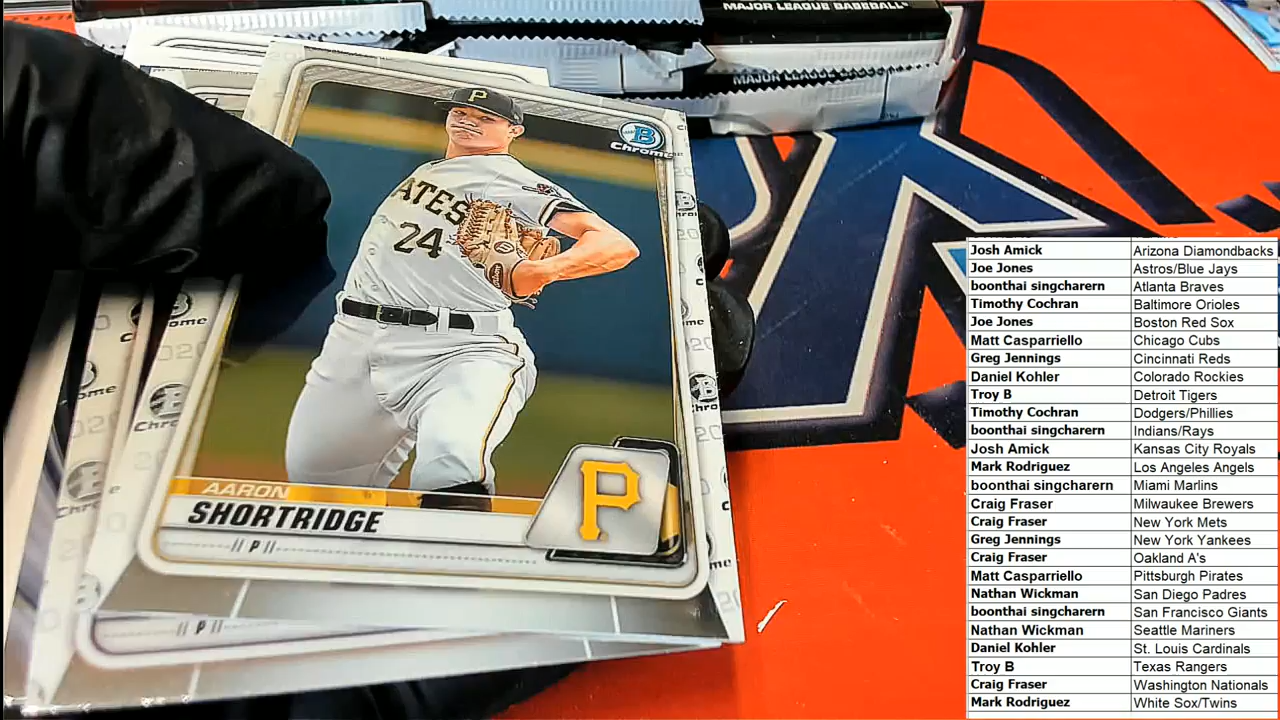 MAJOR LEAGUE BASEBALL
MAJOR LEAGUE BASEBALL
P
B
Chrome
ATES
24
AARON
SHORTRIDGE
P
P
P
Josh Amick Arizona Diamondbacks
Joe Jones Astros/Blue Jays
boonthai singcharern Atlanta Braves
Timothy Cochran Baltimore Orioles
Joe Jones Boston Red Sox
Matt Casparriello Chicago Cubs
Greg Jennings Cincinnati Reds
Daniel Kohler Colorado Rockies
Troy B Detroit Tigers
Timothy Cochran Dodgers/Phillies
boonthai singcharern Indians/Rays
Josh Amick Kansas City Royals
Mark Rodriguez Los Angeles Angels
boonthai singcharern Miami Marlins
Craig Fraser Milwaukee Brewers
Craig Fraser New York Mets
Greg Jennings New York Yankees
Craig Fraser Oakland A's
Matt Casparriello Pittsburgh Pirates
Nathan Wickman San Diego Padres
boonthai singcharern San Francisco Giants
Nathan Wickman Seattle Mariners
Daniel Kohler St. Louis Cardinals
Troy B Texas Rangers
Craig Fraser Washington Nationals
Mark Rodriguez White Sox/Twins